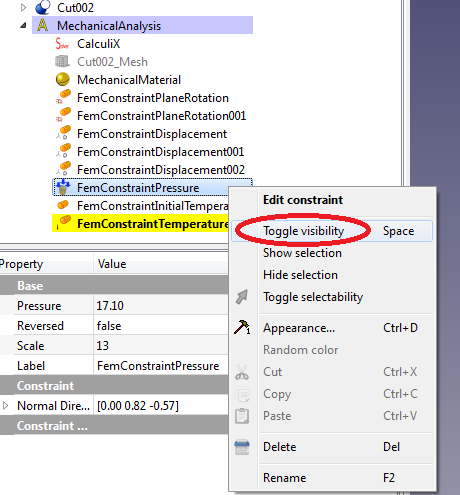 Cut002
MechanicalAnalysis
CalculiX
Cut002_Mesh
MechanicalMaterial
FemConstraintPlaneRotation
FemConstraintPlaneRotation001
FemConstraintDisplacement
FemConstraintDisplacement001
FemConstraintDisplacement002
FemConstraintPressure
FemConstraintInitialTempera
FemConstraintTemperature
Edit constraint
Toggle visibility Space
Show selection
Hide selection
Toggle selectability
Appearance... Ctrl+D
Random color
Cut Ctrl+X
Copy Ctrl+C
Paste Ctrl+V
Delete Del
Rename F2
Property Value
Base
Pressure 17.10
Reversed false
Scale 13
Label FemConstraintPressure
Constraint
Normal Dire... [0.00 0.82 -0.57]
Constraint ...